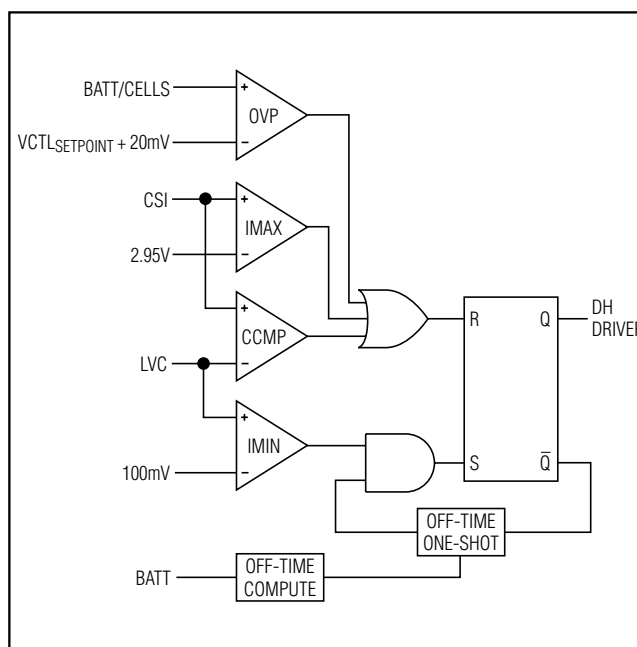 BATT/CELLS
+
OVP
VCTLSETPOINT + 20mV
−
CSI
+
IMAX
2.95V
−
+
CCMP
LVC
−
+
IMIN
100mV
−
R
Q
DH
DRIVER
S
Q̅
OFF-TIME
ONE-SHOT
BATT
OFF-TIME
COMPUTE